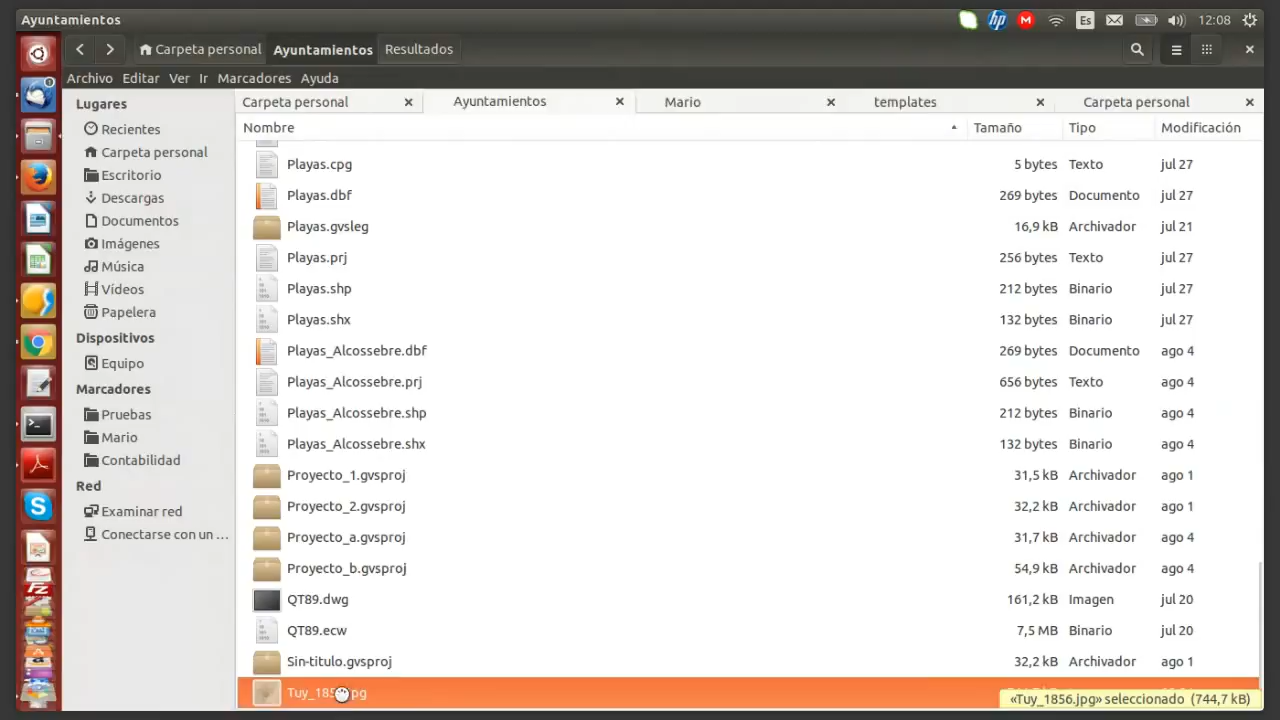 Ayuntamientos
Es
12:08
Carpeta personal Ayuntamientos Resultados
Archivo Editar Ver Ir Marcadores Ayuda
Lugares
Recientes
Carpeta personal
Escritorio
Descargas
Documentos
Imágenes
Música
Vídeos
Papelera
Dispositivos
Equipo
Marcadores
Pruebas
Mario
Contabilidad
Red
Examinar red
Conectarse con un ...
Carpeta personal Ayuntamientos Mario templates Carpeta personal
Nombre Tamaño Tipo Modificación
Playas.cpg 5 bytes Texto jul 27
Playas.dbf 269 bytes Documento jul 27
Playas.gvsleg 16,9 kB Archivador jul 21
Playas.prj 256 bytes Texto jul 27
Playas.shp 212 bytes Binario jul 27
Playas.shx 132 bytes Binario jul 27
Playas_Alcossebre.dbf 269 bytes Documento ago 4
Playas_Alcossebre.prj 656 bytes Texto ago 4
Playas_Alcossebre.shp 212 bytes Binario ago 4
Playas_Alcossebre.shx 132 bytes Binario ago 4
Proyecto_1.gvsproj 31,5 kB Archivador ago 1
Proyecto_2.gvsproj 32,2 kB Archivador ago 1
Proyecto_a.gvsproj 31,7 kB Archivador ago 4
Proyecto_b.gvsproj 54,9 kB Archivador ago 4
QT89.dwg 161,2 kB Imagen jul 20
QT89.ecw 7,5 MB Binario jul 20
Sin-titulo.gvsproj 32,2 kB Archivador ago 1
Tuy_1856.jpg
«Tuy_1856.jpg» seleccionado (744,7 kB)